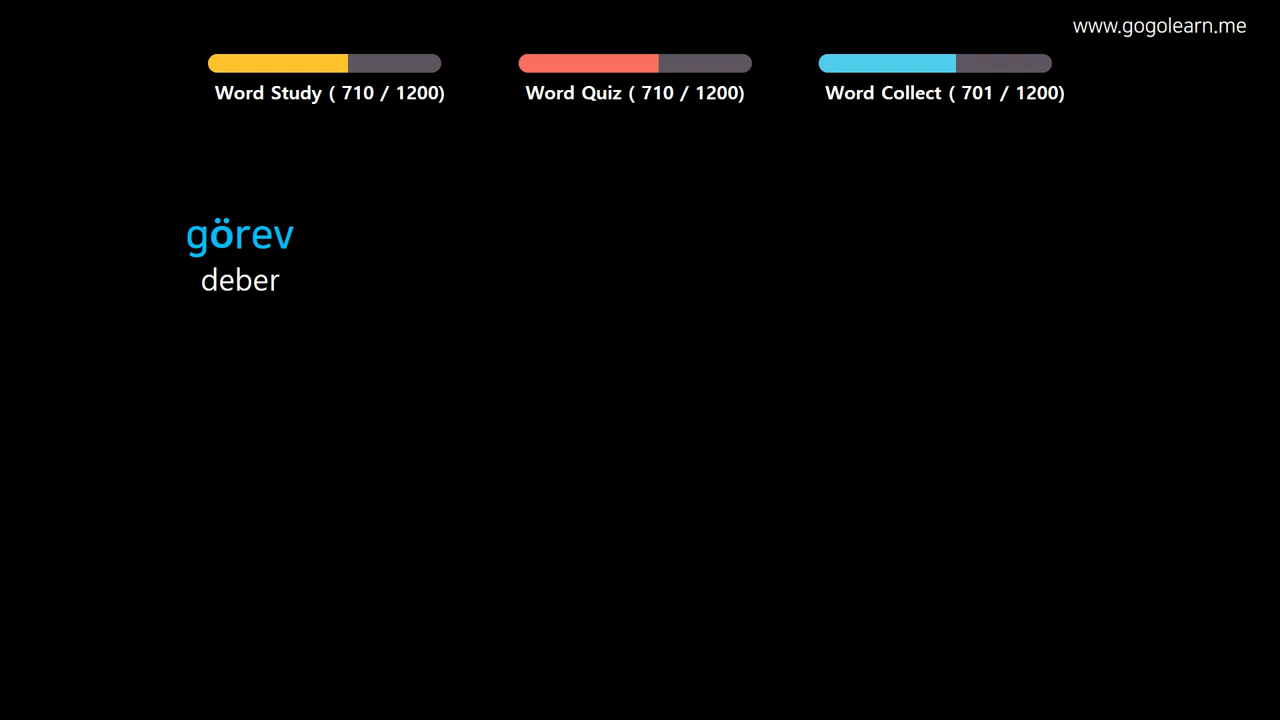 www.gogolearn.me
Word Study ( 710 / 1200)
Word Quiz ( 710 / 1200)
Word Collect ( 701 / 1200)
görev
deber